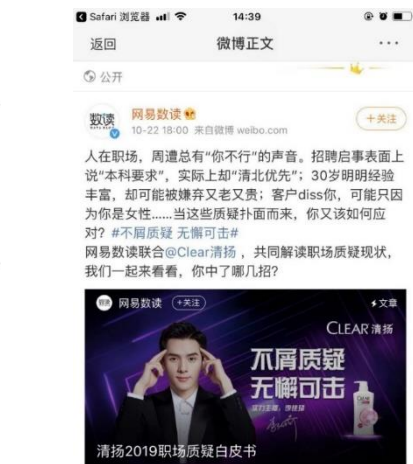 Safari 浏览器
14:39
返回
微博正文
公开
数读
网易数读
10-22 18:00 来自微博 weibo.com
+关注
人在职场，周遭总有“你不行”的声音。招聘启事表面上
说“本科要求”，实际上却“清北优先”；30岁明明经验
丰富，却可能被嫌弃又老又贵；客户diss你，可能只因
为你是女性……当这些质疑扑面而来，你又该如何应
对？#不屑质疑 无懈可击#
网易数读联合@Clear清扬 ，共同解读职场质疑现状，
我们一起来看看，你中了哪几招？
网易数读
+关注
文章
CLEAR 清扬
不屑质疑
无懈可击
清扬2019职场质疑白皮书